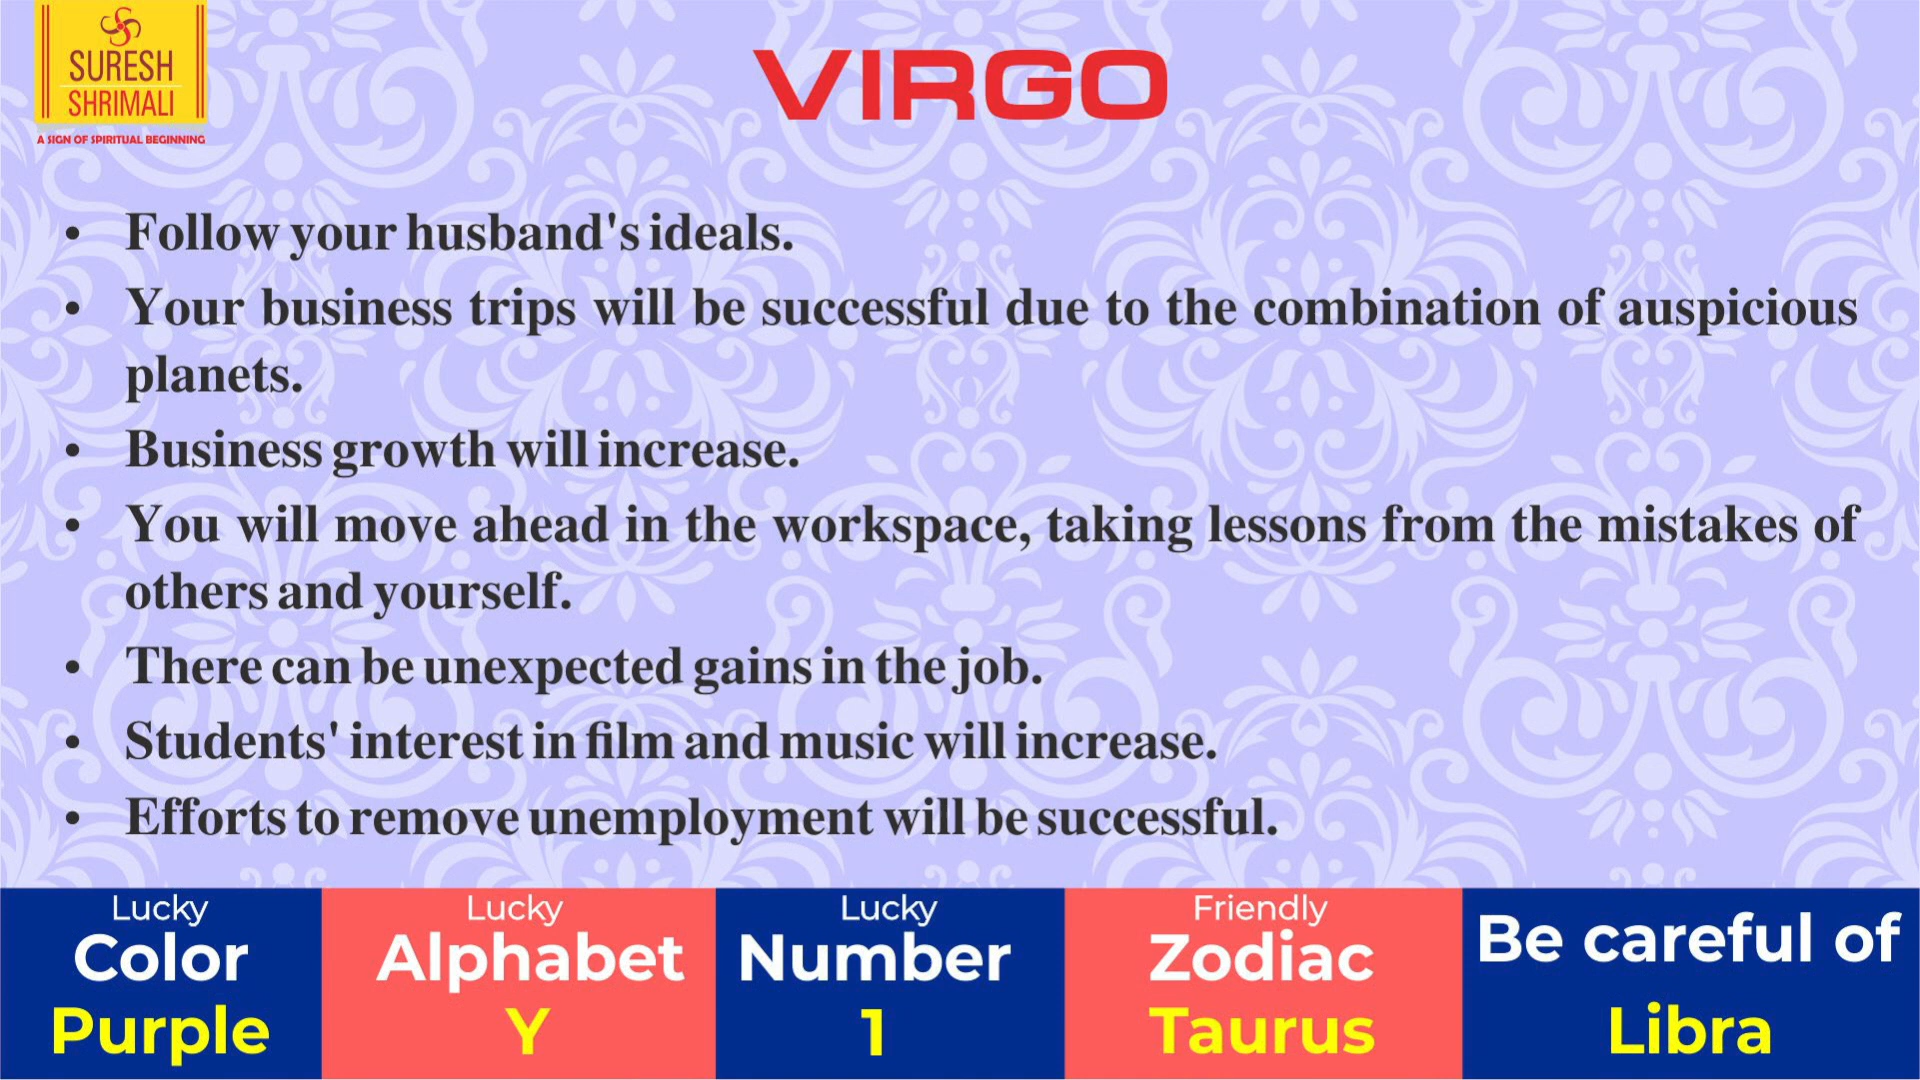 SURESH
SHRIMALI
A SIGN OF SPIRITUAL BEGINNING
VIRGO
• Follow your husband's ideals.
• Your business trips will be successful due to the combination of auspicious
planets.
• Business growth will increase.
• You will move ahead in the workspace, taking lessons from the mistakes of
others and yourself.
• There can be unexpected gains in the job.
• Students' interest in film and music will increase.
• Efforts to remove unemployment will be successful.
Lucky
Color
Purple
Lucky
Alphabet
Y
Lucky
Number
1
Friendly
Zodiac
Taurus
Be careful of
Libra